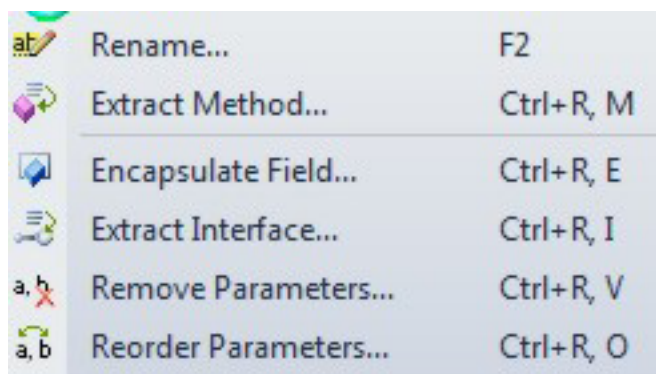 Rename... F2
Extract Method... Ctrl+R, M
Encapsulate Field... Ctrl+R, E
Extract Interface... Ctrl+R, I
Remove Parameters... Ctrl+R, V
Reorder Parameters... Ctrl+R, O